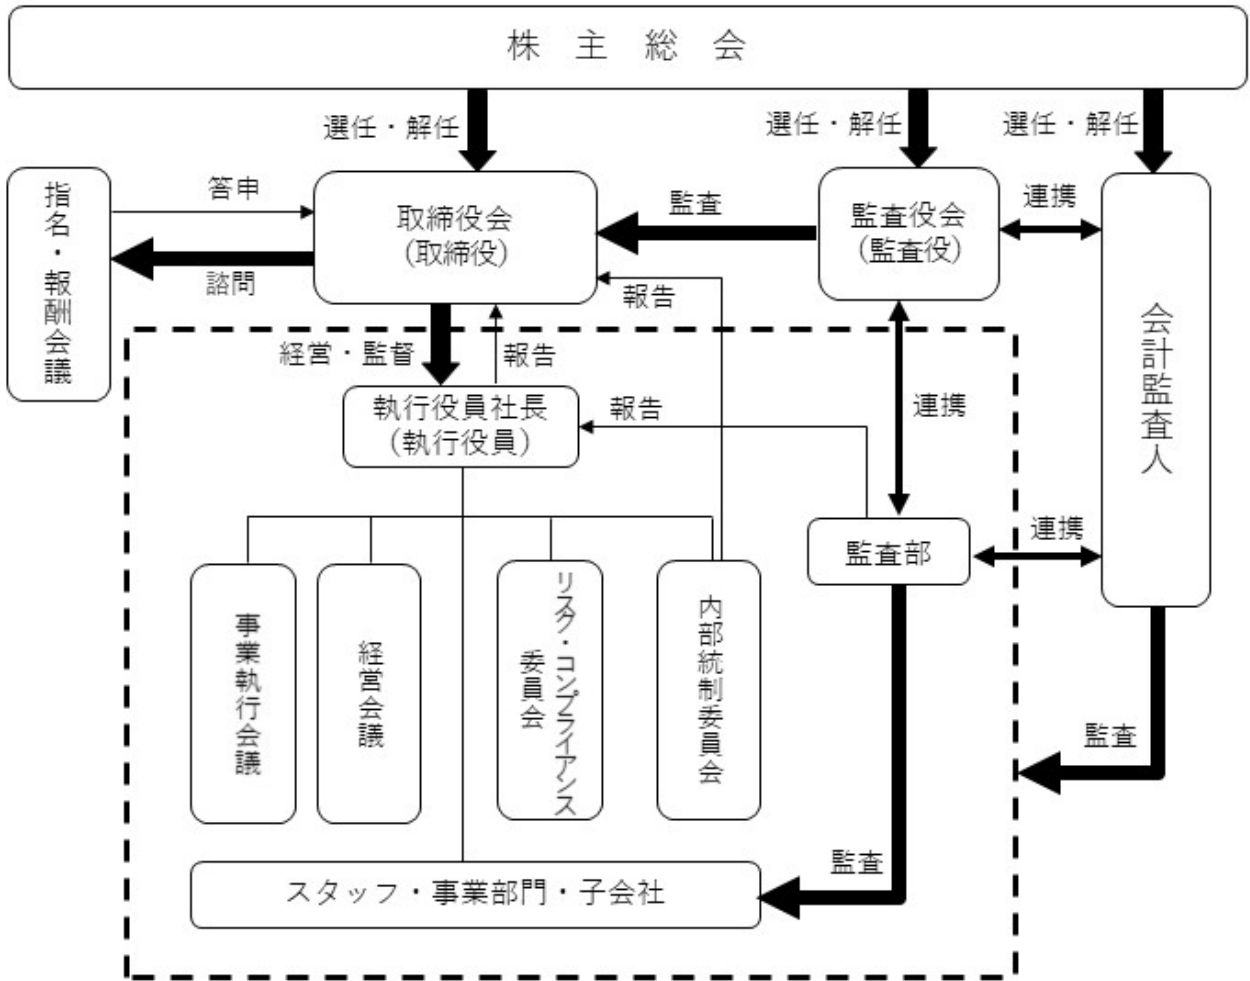 株主総会
選任・解任
選任・解任
選任・解任
指名・報酬会議
答申
諮問
取締役会
(取締役)
監査
監査役会
(監査役)
連携
会計監査人
報告
経営・監督
報告
執行役員社長
(執行役員)
報告
連携
監査部
連携
事業執行会議
経営会議
リスク・コンプライアンス
委員会
内部統制委員会
監査
監査
スタッフ・事業部門・子会社